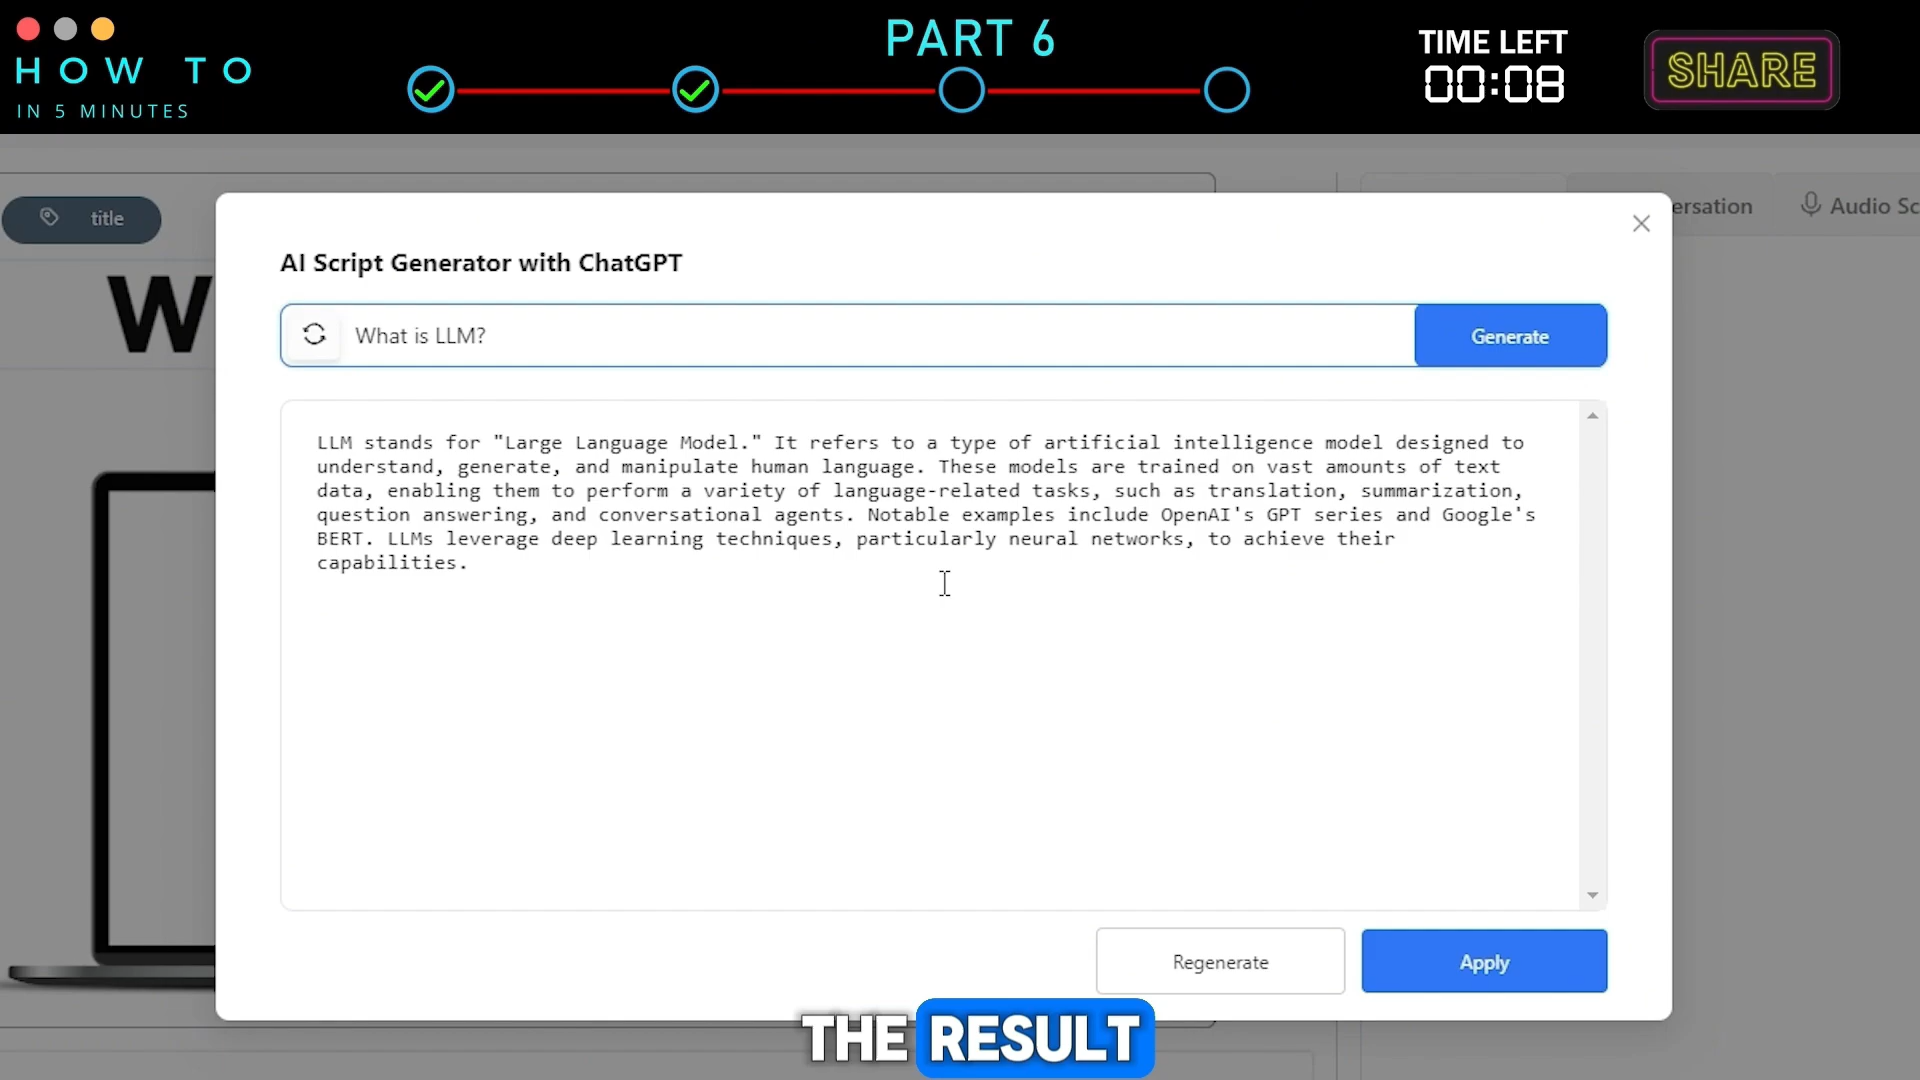 PART 6
HOW TO
IN 5 MINUTES
TIME LEFT
00:08
SHARE
title
ersation
Audio Sc
W
AI Script Generator with ChatGPT
What is LLM?
Generate
LLM stands for "Large Language Model." It refers to a type of artificial intelligence model designed to
understand, generate, and manipulate human language. These models are trained on vast amounts of text
data, enabling them to perform a variety of language-related tasks, such as translation, summarization,
question answering, and conversational agents. Notable examples include OpenAI's GPT series and Google's
BERT. LLMs leverage deep learning techniques, particularly neural networks, to achieve their
capabilities.
Regenerate
Apply
THE RESULT